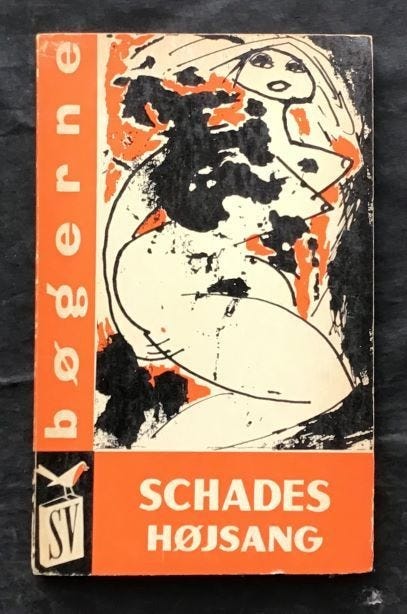 bøgerne
SV
SCHADES
HØJSANG